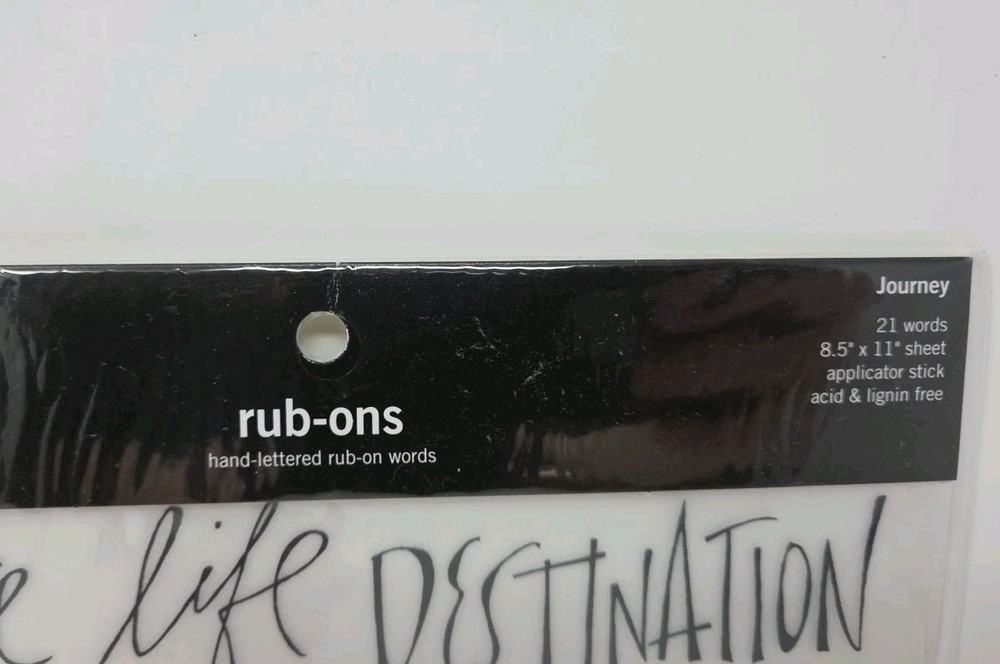 Journey
21 words
8.5" x 11" sheet
applicator stick
acid & lignin free
rub-ons
hand-lettered rub-on words
life DESTINATION